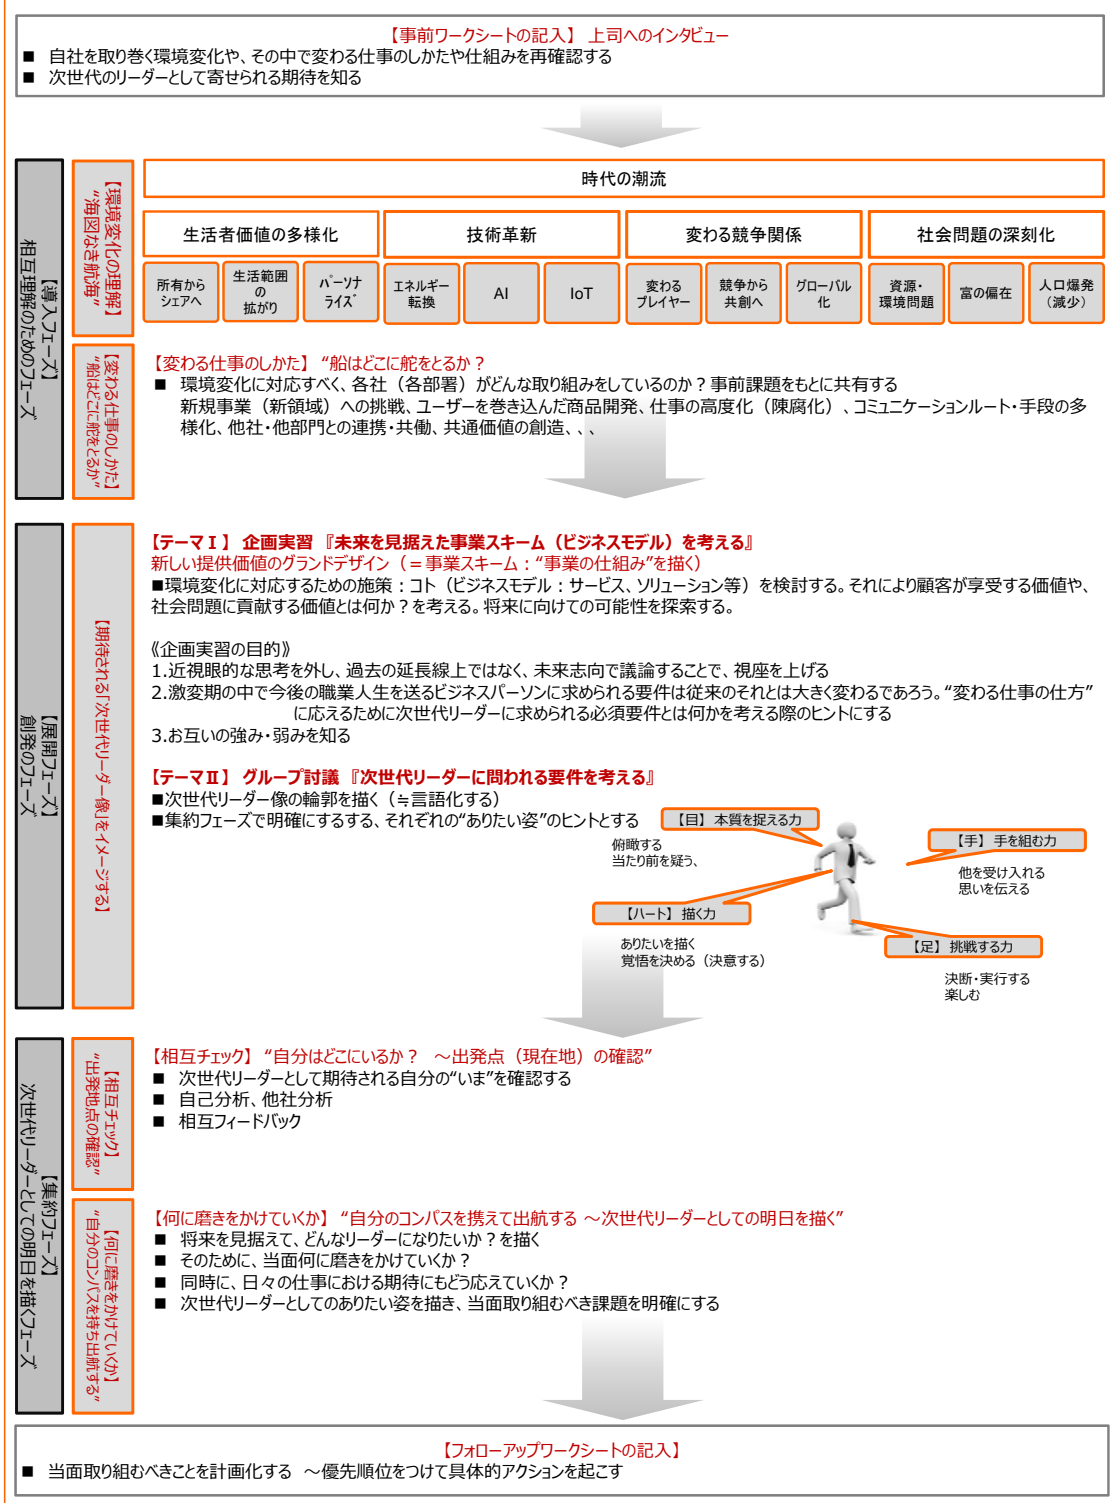 【事前ワークシートの記入】 上司へのインタビュー
■ 自社を取り巻く環境変化や、その中で変わる仕事のしかたや仕組みを再確認する
■ 次世代のリーダーとして寄せられる期待を知る
【導入フェーズ】
相互理解のためのフェーズ
【環境変化の理解】
“海図なき航海”
時代の潮流
生活者価値の多様化
技術革新
変わる競争関係
社会問題の深刻化
所有から
シェアへ
生活範囲
の
拡がり
パーソナ
ライズ
エネルギー
転換
AI
IoT
変わる
プレイヤー
競争から
共創へ
グローバル
化
資源・
環境問題
富の偏在
人口爆発
（減少）
【変わる仕事のしかた】
“船はどこに舵をとるか”
【変わる仕事のしかた】 “船はどこに舵をとるか？
■ 環境変化に対応すべく、各社（各部署）がどんな取り組みをしているのか？事前課題をもとに共有する
新規事業（新領域）への挑戦、ユーザーを巻き込んだ商品開発、仕事の高度化（陳腐化）、コミュニケーションルート・手段の多
様化、他社・他部門との連携・共働、共通価値の創造、、、
【展開フェーズ】
創発のフェーズ
【期待される「次世代リーダー像」をイメージする】
【テーマⅠ】 企画実習 『未来を見据えた事業スキーム（ビジネスモデル）を考える』
新しい提供価値のグランドデザイン（＝事業スキーム：“事業の仕組み”を描く）
■環境変化に対応するための施策：コト（ビジネスモデル：サービス、ソリューション等）を検討する。それにより顧客が享受する価値や、
社会問題に貢献する価値とは何か？を考える。将来に向けての可能性を探索する。
《企画実習の目的》
1.近視眼的な思考を外し、過去の延長線上ではなく、未来志向で議論することで、視座を上げる
2.激変期の中で今後の職業人生を送るビジネスパーソンに求められる要件は従来のそれとは大きく変わるであろう。“変わる仕事の仕方”
に応えるために次世代リーダーに求められる必須要件とは何かを考える際のヒントにする
3.お互いの強み・弱みを知る
【テーマⅡ】 グループ討議 『次世代リーダーに問われる要件を考える』
■次世代リーダー像の輪郭を描く（≒言語化する）
■集約フェーズで明確にするする、それぞれの“ありたい姿”のヒントとする
【目】 本質を捉える力
俯瞰する
当たり前を疑う、
【手】 手を組む力
他を受け入れる
思いを伝える
【ハート】 描く力
ありたいを描く
覚悟を決める（決意する）
【足】 挑戦する力
決断・実行する
楽しむ
【集約フェーズ】
次世代リーダーとしての明日を描くフェーズ
【相互チェック】
“出発地点の確認”
【相互チェック】 “自分はどこにいるか？ ～出発点（現在地）の確認”
■ 次世代リーダーとして期待される自分の“いま”を確認する
■ 自己分析、他社分析
■ 相互フィードバック
【何に磨きをかけていくか】
“自分のコンパスを持ち出航する”
【何に磨きをかけていくか】 “自分のコンパスを携えて出航する ～次世代リーダーとしての明日を描く”
■ 将来を見据えて、どんなリーダーになりたいか？を描く
■ そのために、当面何に磨きをかけていくか？
■ 同時に、日々の仕事における期待にもどう応えていくか？
■ 次世代リーダーとしてのありたい姿を描き、当面取り組むべき課題を明確にする
【フォローアップワークシートの記入】
■ 当面取り組むべきことを計画化する ～優先順位をつけて具体的アクションを起こす